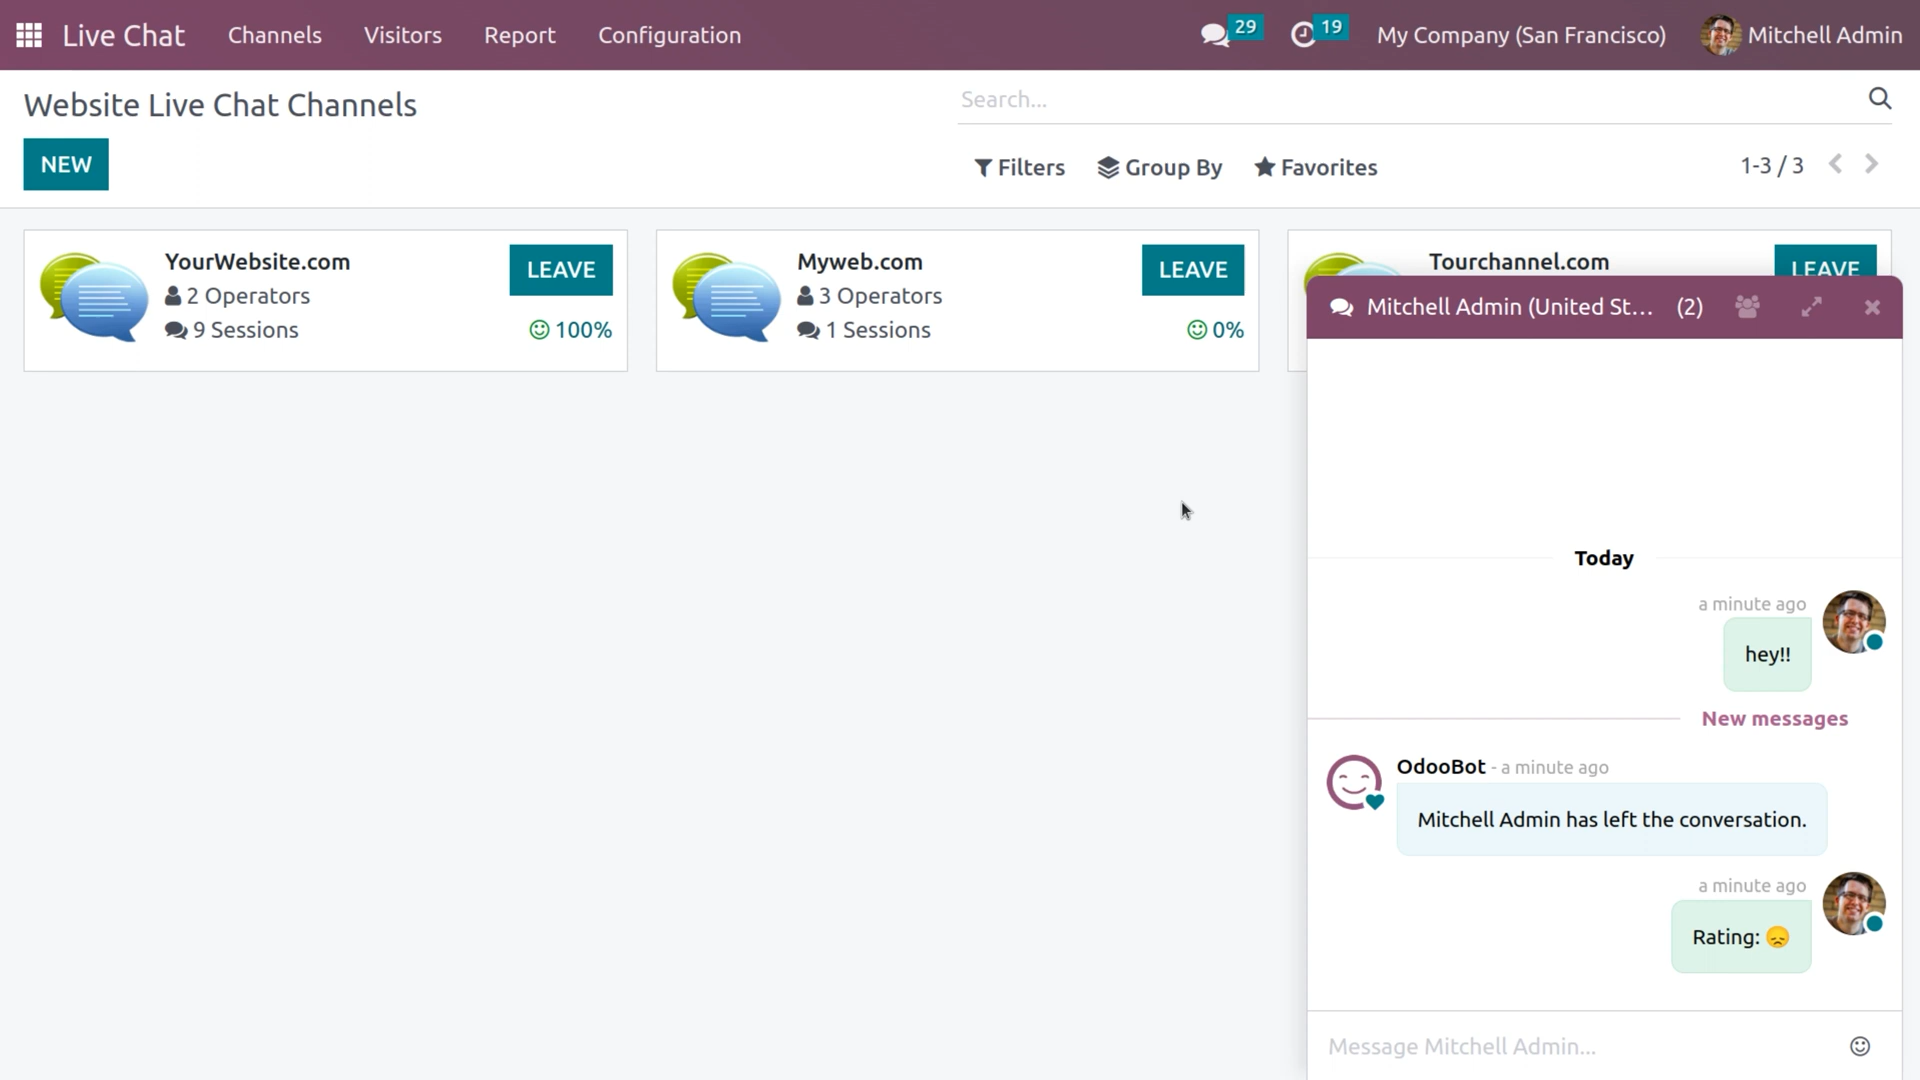 Live Chat Channels Visitors Report Configuration 29 19 My Company (San Francisco) Mitchell Admin
Website Live Chat Channels
Search...
NEW
Filters Group By Favorites 1-3 / 3
YourWebsite.com
LEAVE
2 Operators
9 Sessions
100%
Myweb.com
LEAVE
3 Operators
1 Sessions
0%
Tourchannel.com
LEAVE
Mitchell Admin (United St... (2)
Today
a minute ago
hey!!
New messages
OdooBot - a minute ago
Mitchell Admin has left the conversation.
a minute ago
Rating: 😞
Message Mitchell Admin...